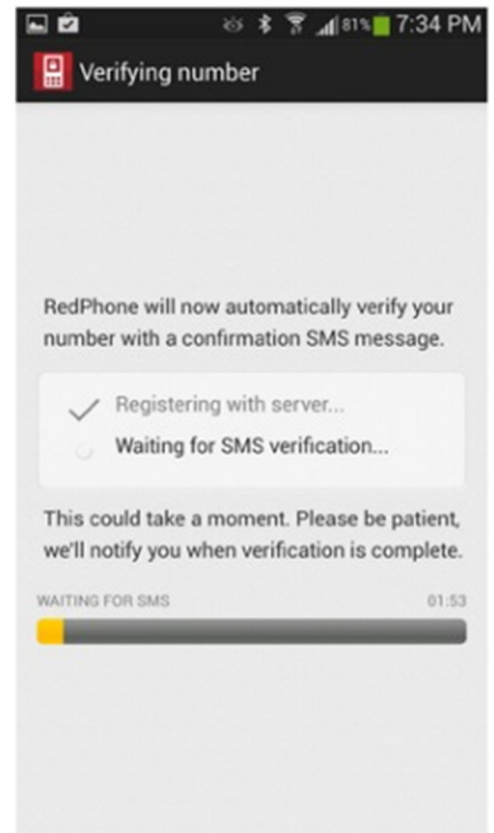 81% 7:34 PM
Verifying number
RedPhone will now automatically verify your
number with a confirmation SMS message.
Registering with server...
Waiting for SMS verification...
This could take a moment. Please be patient,
we'll notify you when verification is complete.
WAITING FOR SMS 01:53